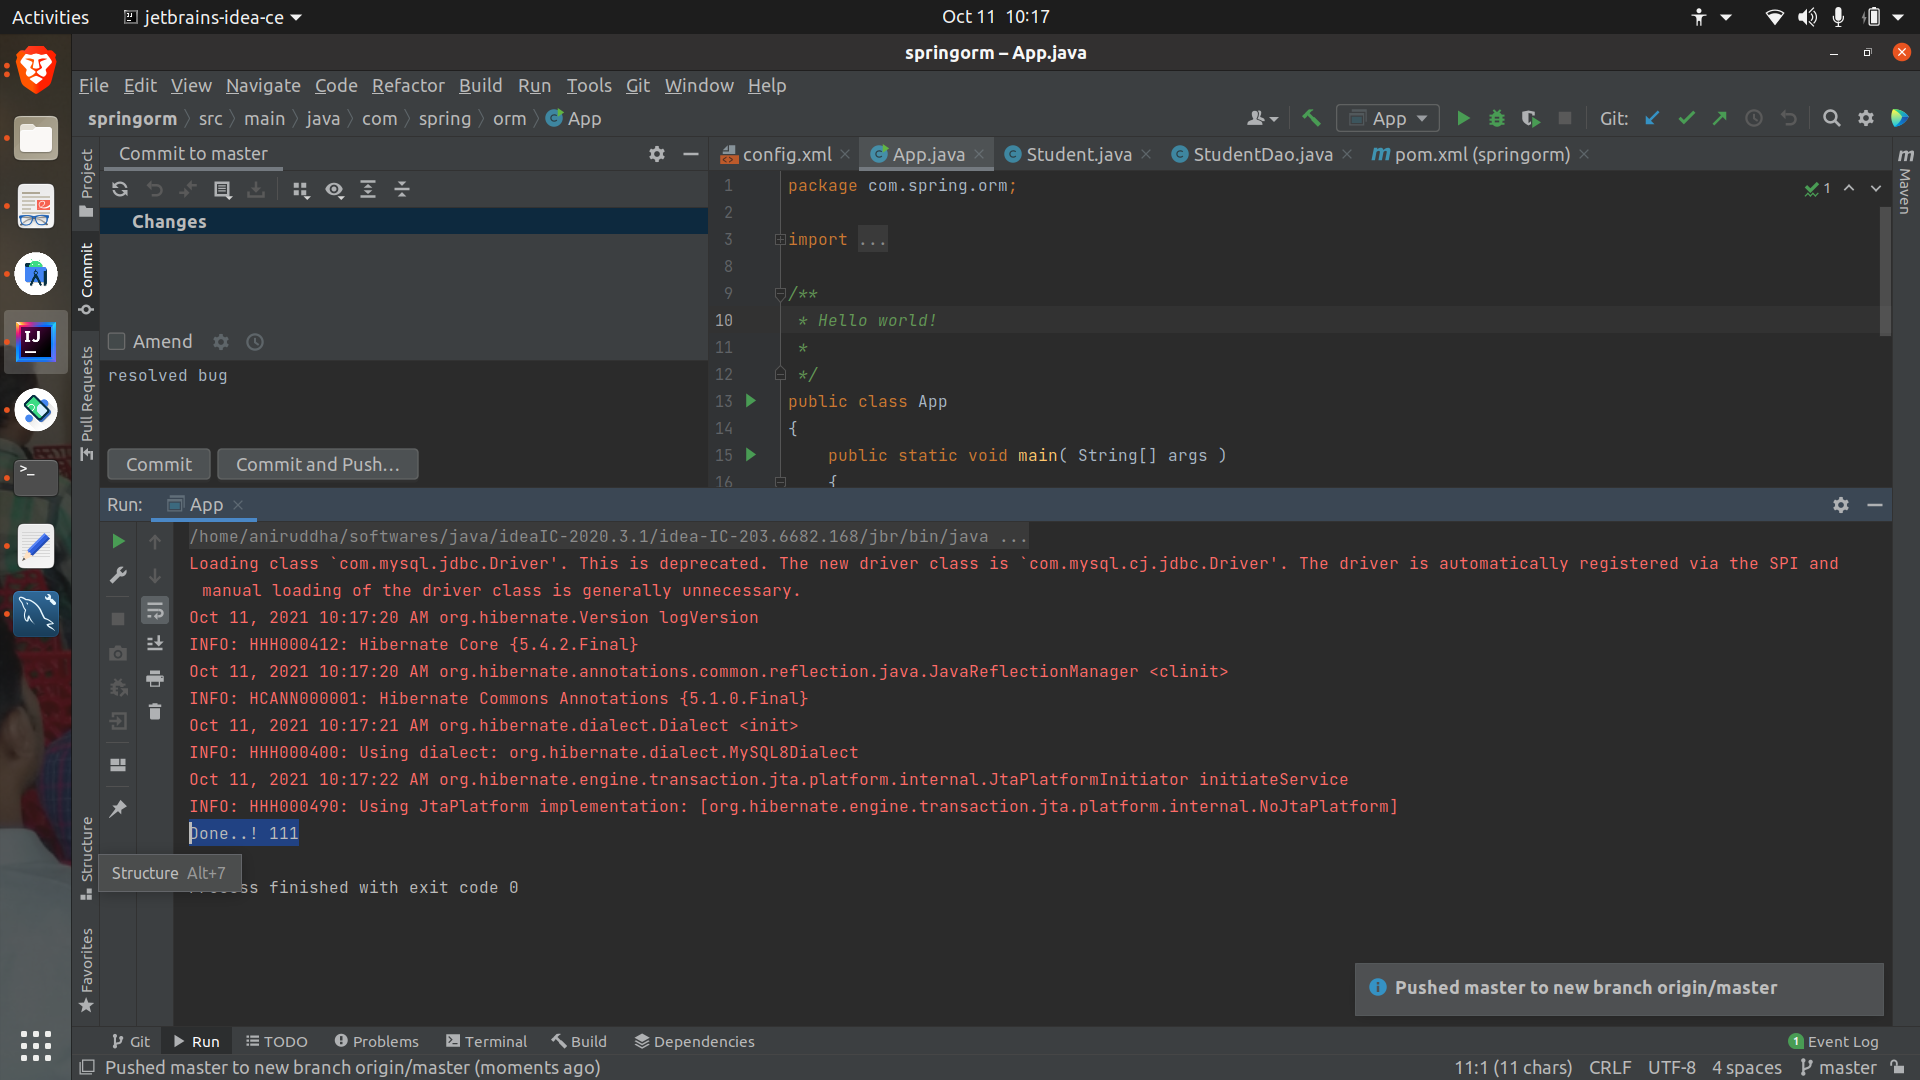 Activities jetbrains-idea-ce Oct 11 10:17
springorm – App.java
File Edit View Navigate Code Refactor Build Run Tools Git Window Help
springorm src main java com spring orm App App Git:
Commit to master
config.xml App.java Student.java StudentDao.java pom.xml (springorm)
Project
Commit
Pull Requests
Structure
Favorites
Maven
Changes
Amend
resolved bug
Commit Commit and Push...
1 package com.spring.orm;
2
3 import ...
8
9 /**
10 * Hello world!
11 *
12 */
13 public class App
14 {
15 public static void main( String[] args )
16 {
1
Run: App
/home/aniruddha/softwares/java/ideaIC-2020.3.1/idea-IC-203.6682.168/jbr/bin/java ...
Loading class `com.mysql.jdbc.Driver'. This is deprecated. The new driver class is `com.mysql.cj.jdbc.Driver'. The driver is automatically registered via the SPI and
manual loading of the driver class is generally unnecessary.
Oct 11, 2021 10:17:20 AM org.hibernate.Version logVersion
INFO: HHH000412: Hibernate Core {5.4.2.Final}
Oct 11, 2021 10:17:20 AM org.hibernate.annotations.common.reflection.java.JavaReflectionManager <clinit>
INFO: HCANN000001: Hibernate Commons Annotations {5.1.0.Final}
Oct 11, 2021 10:17:21 AM org.hibernate.dialect.Dialect <init>
INFO: HHH000400: Using dialect: org.hibernate.dialect.MySQL8Dialect
Oct 11, 2021 10:17:22 AM org.hibernate.engine.transaction.jta.platform.internal.JtaPlatformInitiator initiateService
INFO: HHH000490: Using JtaPlatform implementation: [org.hibernate.engine.transaction.jta.platform.internal.NoJtaPlatform]
Done..! 111
Structure Alt+7
finished with exit code 0
Pushed master to new branch origin/master
Git Run TODO Problems Terminal Build Dependencies 1 Event Log
Pushed master to new branch origin/master (moments ago) 11:1 (11 chars) CRLF UTF-8 4 spaces master